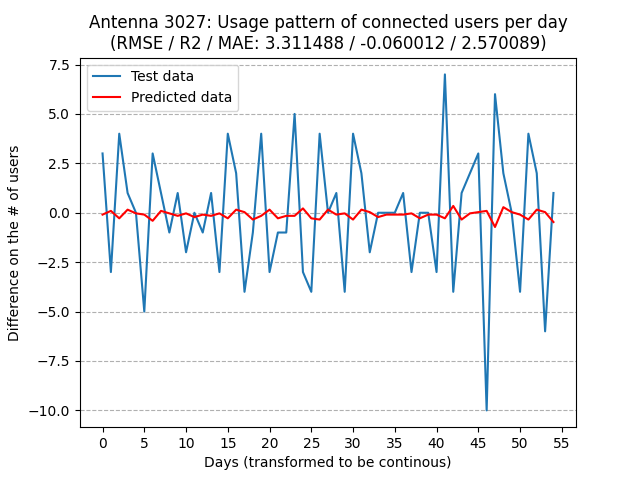 Antenna 3027: Usage pattern of connected users per day
(RMSE / R2 / MAE: 3.311488 / -0.060012 / 2.570089)
Test data
Predicted data
Difference on the # of users
7.5
5.0
2.5
0.0
−2.5
−5.0
−7.5
−10.0
0 5 10 15 20 25 30 35 40 45 50 55
Days (transformed to be continous)